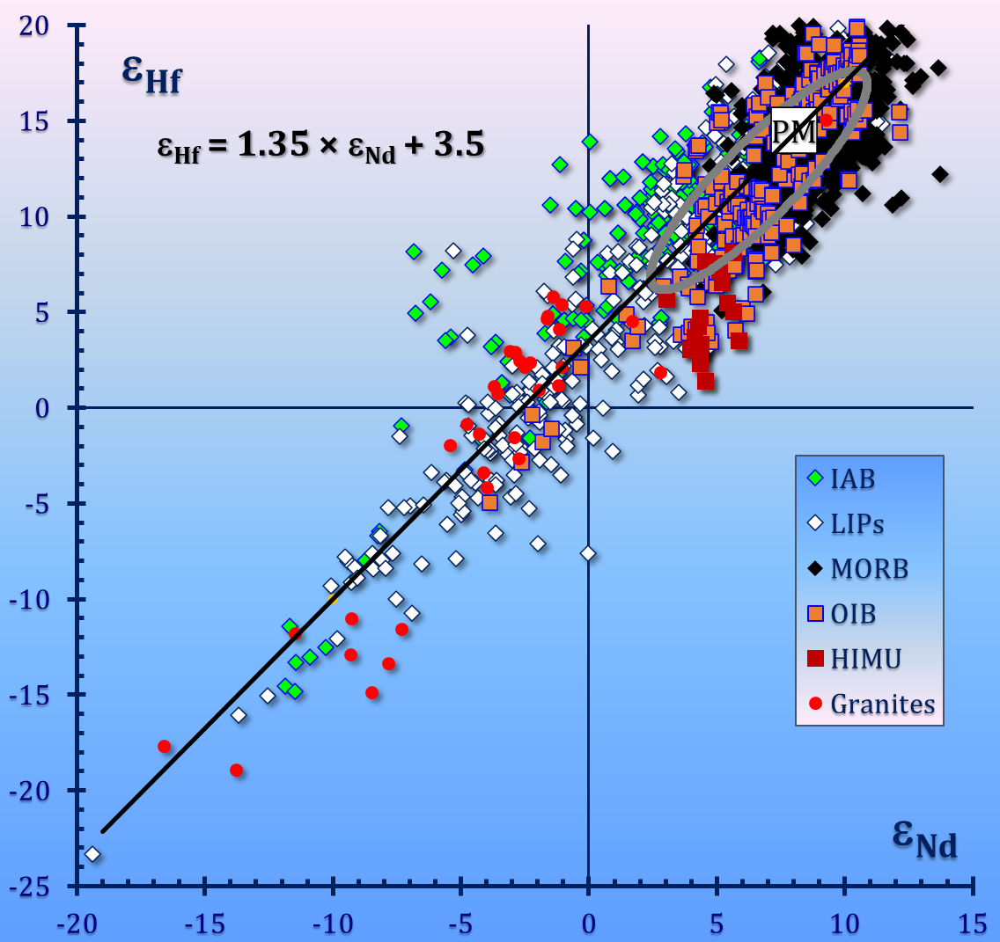 20
15
10
5
0
-5
-10
-15
-20
-25
εHf
εHf = 1.35 × εNd + 3.5
PM
IAB
LIPs
MORB
OIB
HIMU
Granites
εNd
-20 -15 -10 -5 0 5 10 15